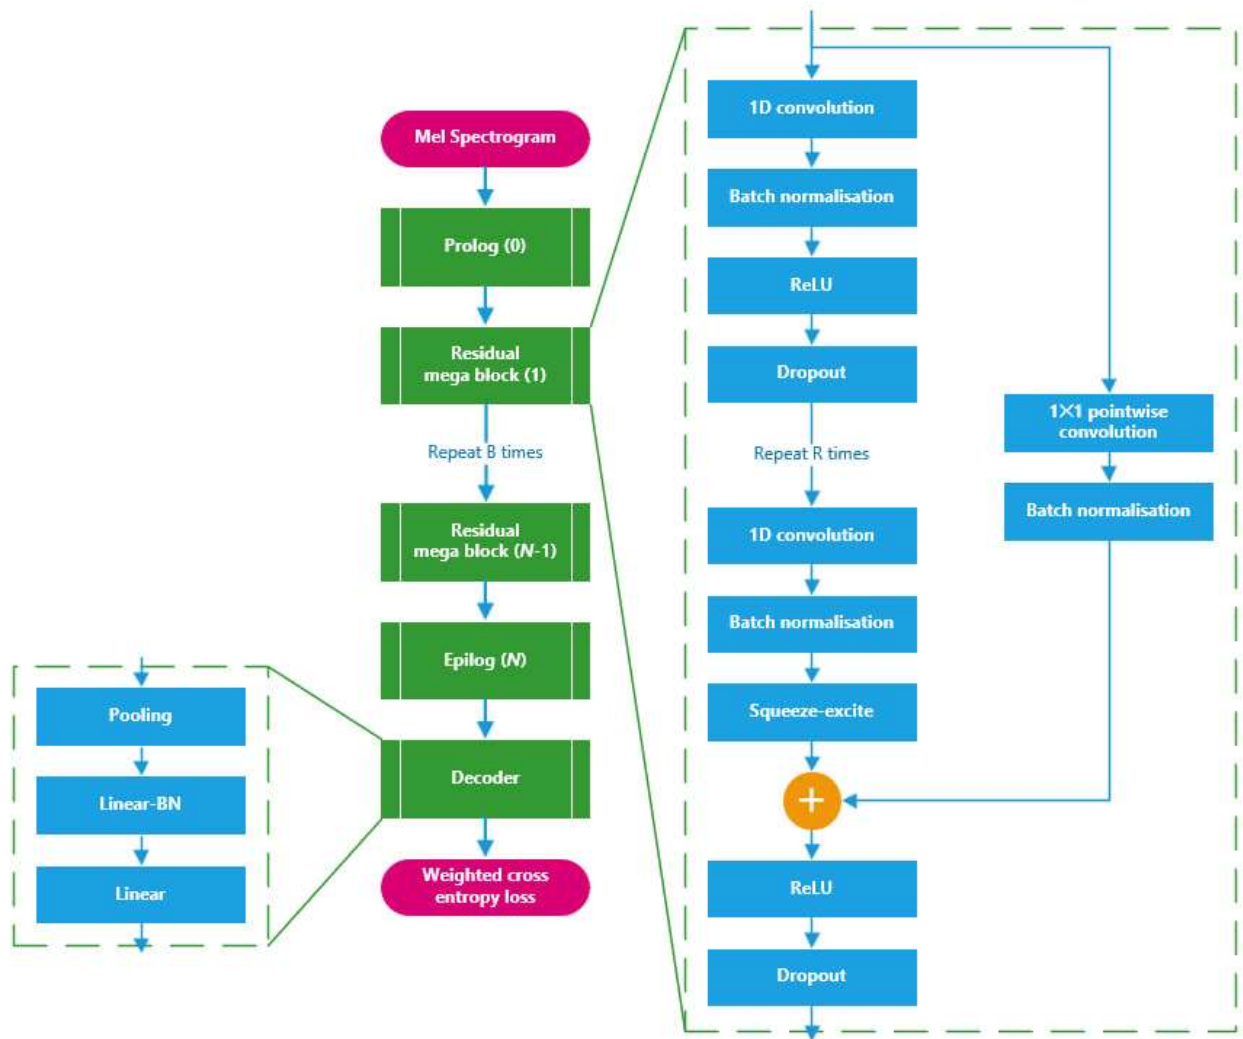 Mel Spectrogram
Prolog (0)
Residual
mega block (1)
Repeat B times
Residual
mega block (N-1)
Epilog (N)
Decoder
Weighted cross
entropy loss
Pooling
Linear-BN
Linear
1D convolution
Batch normalisation
ReLU
Dropout
Repeat R times
1D convolution
Batch normalisation
Squeeze-excite
+
ReLU
Dropout
1×1 pointwise
convolution
Batch normalisation